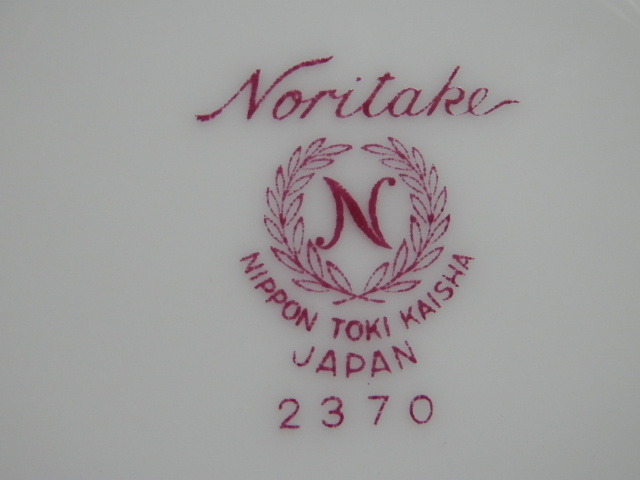 Noritake
N
NIPPON TOKI KAISHA
JAPAN
2370